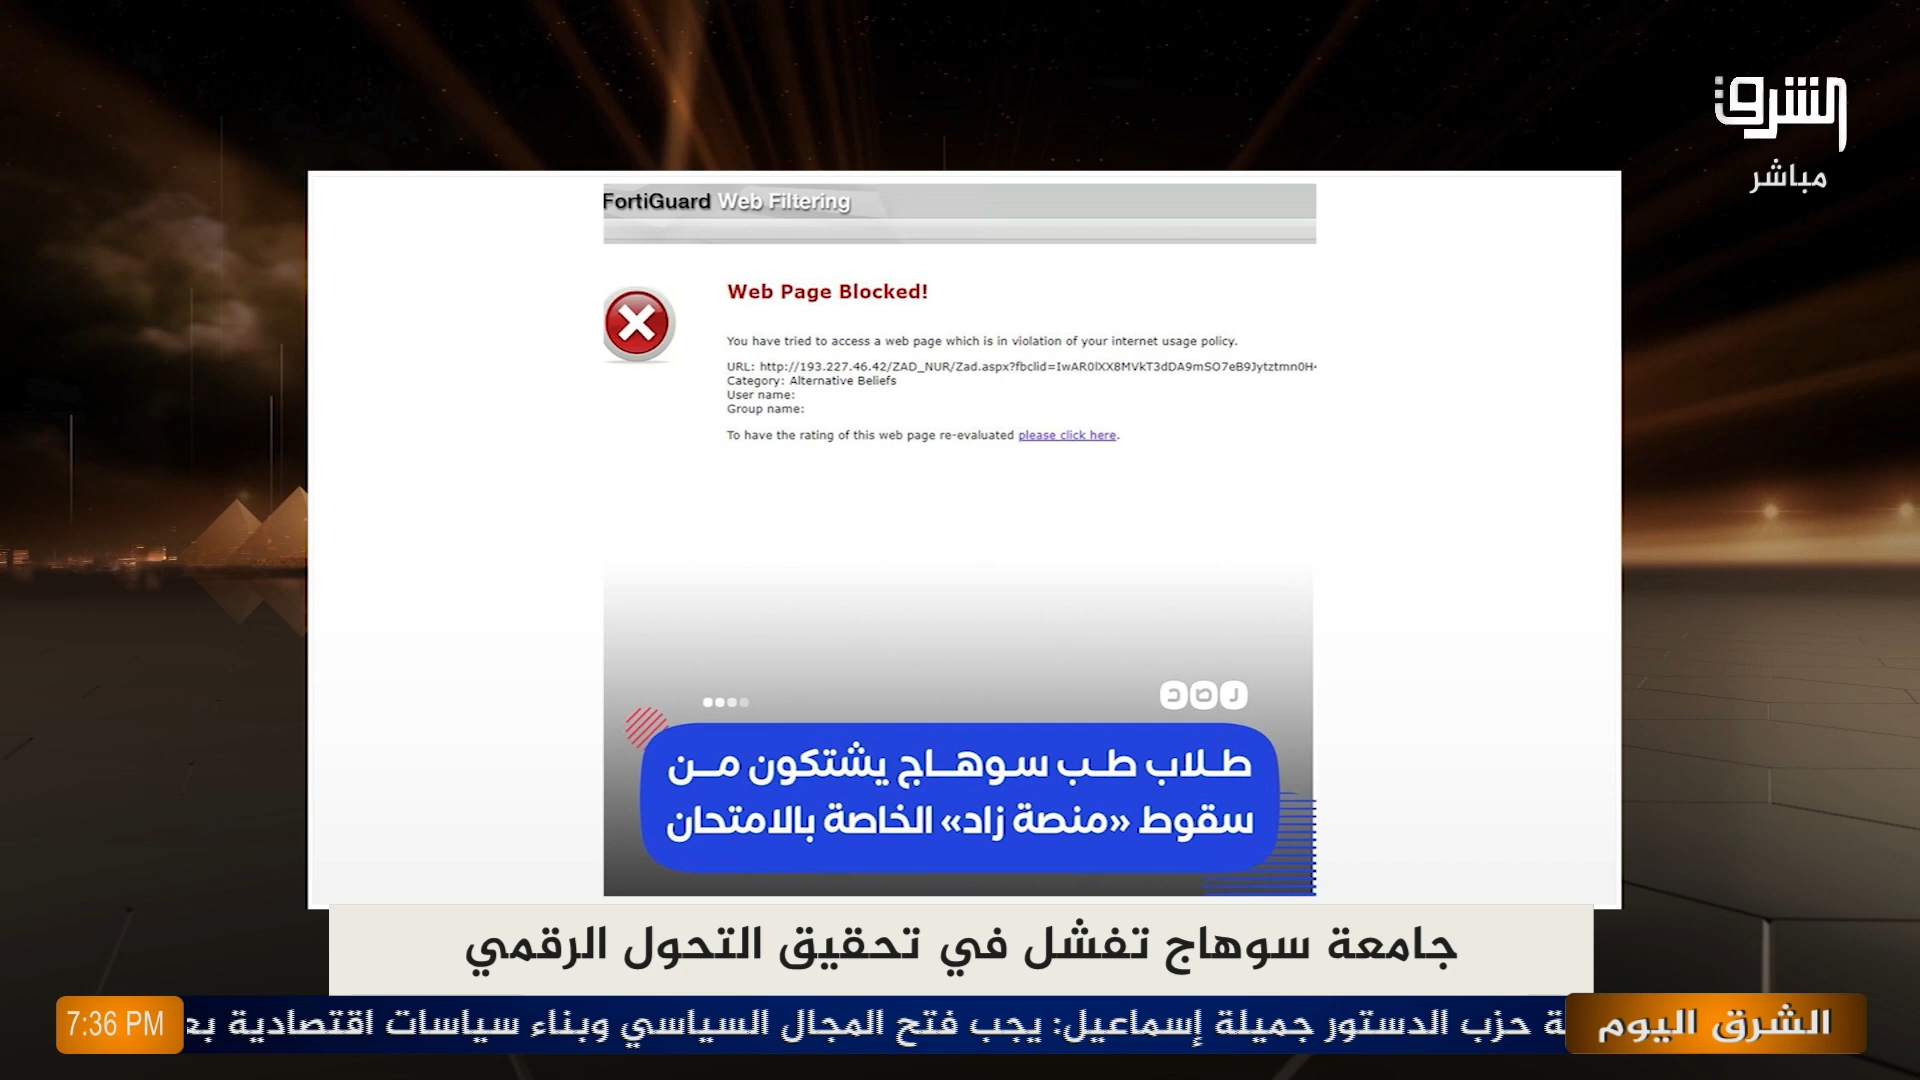 الشرق
مباشر
FortiGuard Web Filtering
Web Page Blocked!
You have tried to access a web page which is in violation of your internet usage policy.
URL: http://193.227.46.42/ZAD_NUR/Zad.aspx?fbclid=IwAR0lXX8MVkT3dDA9mSO7eB9Jytztmn0H
Category: Alternative Beliefs
User name:
Group name:
To have the rating of this web page re-evaluated please click here.
رصد
طلاب طب سوهاج يشتكون من
سقوط «منصة زاد» الخاصة بالامتحان
جامعة سوهاج تفشل في تحقيق التحول الرقمي
الشرق اليوم
ة حزب الدستور جميلة إسماعيل: يجب فتح المجال السياسي وبناء سياسات اقتصادية بع
7:36 PM